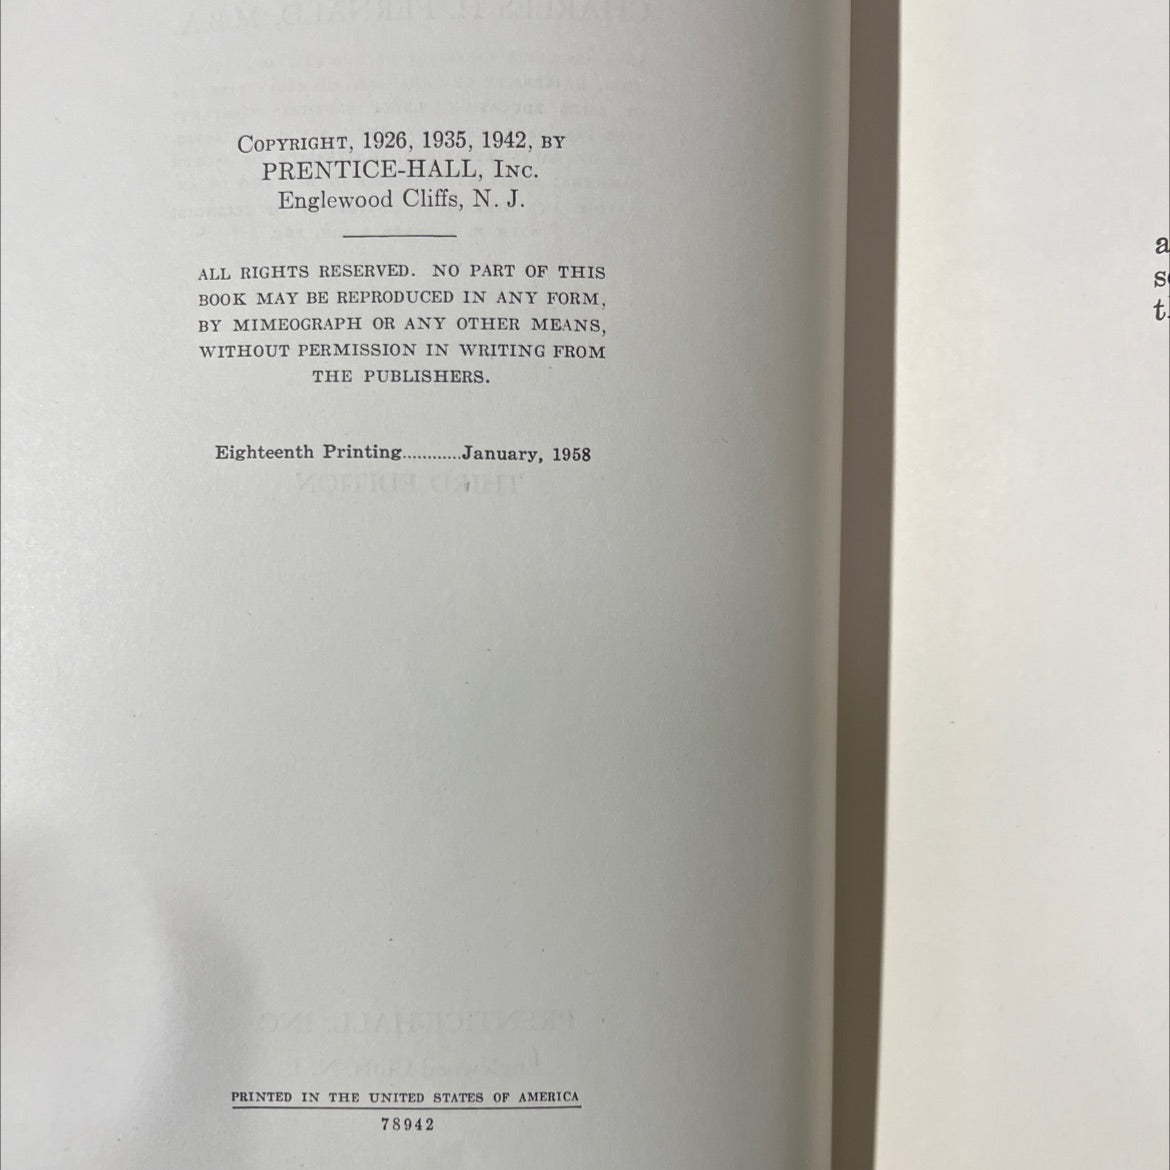 COPYRIGHT, 1926, 1935, 1942, BY
PRENTICE-HALL, INC.
Englewood Cliffs, N. J.
ALL RIGHTS RESERVED. NO PART OF THIS
BOOK MAY BE REPRODUCED IN ANY FORM,
BY MIMEOGRAPH OR ANY OTHER MEANS,
WITHOUT PERMISSION IN WRITING FROM
THE PUBLISHERS.
Eighteenth Printing............January, 1958
PRINTED IN THE UNITED STATES OF AMERICA
78942